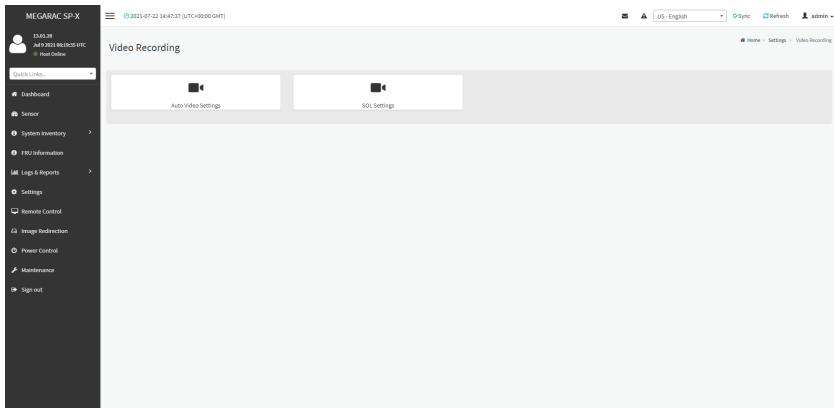 MEGARAC SP-X
2021-07-22 14:47:37 (UTC+00:00 GMT)
US - English
Sync
Refresh
admin
13.01.28
Jul 9 2021 08:19:35 UTC
Host Online
Quick Links...
Dashboard
Sensor
System Inventory
FRU Information
Logs & Reports
Settings
Remote Control
Image Redirection
Power Control
Maintenance
Sign out
Video Recording
Home > Settings > Video Recording
Auto Video Settings
SOL Settings